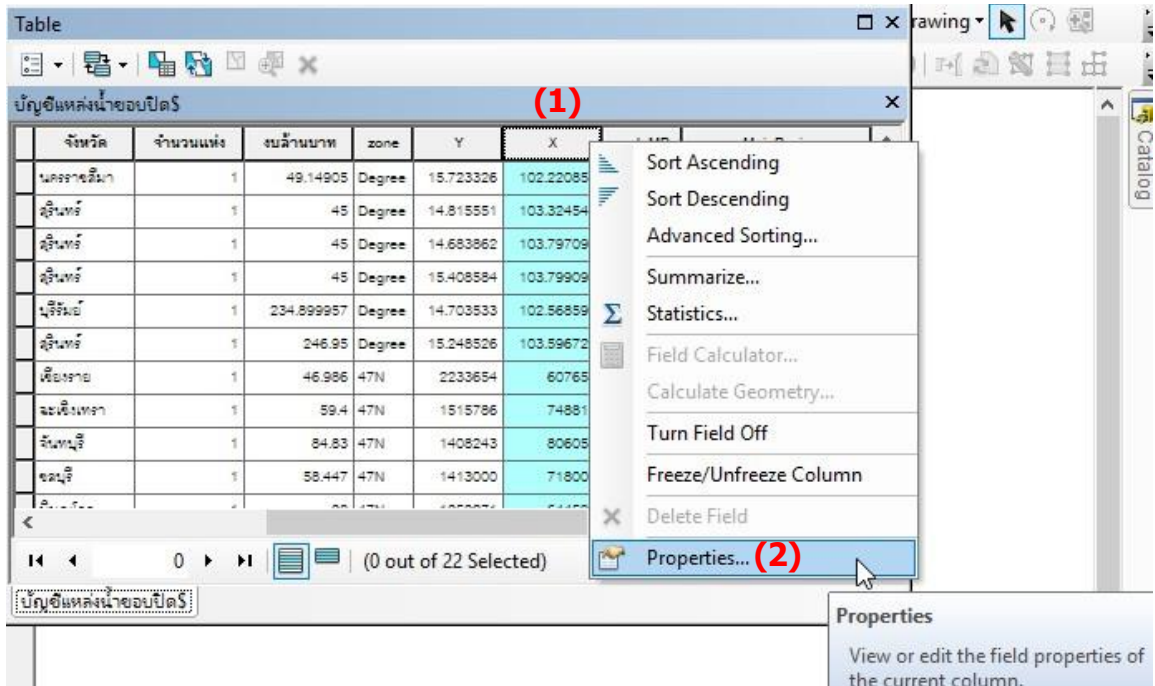 Table
rawing
บัญชีแหล่งน้ำขอบปิด$
(1)
จังหวัด จำนวนแห่ง งบล้านบาท zone Y X
นครราชสีมา 1 49.14905 Degree 15.723326 102.22085
สุรินทร์ 1 45 Degree 14.815551 103.32454
สุรินทร์ 1 45 Degree 14.683862 103.79709
สุรินทร์ 1 45 Degree 15.408584 103.79909
บุรีรัมย์ 1 234.899957 Degree 14.703533 102.56859
สุรินทร์ 1 246.95 Degree 15.248526 103.59672
เชียงราย 1 46.986 47N 2233654 60765
ฉะเชิงเทรา 1 59.4 47N 1515786 74881
จันทบุรี 1 84.83 47N 1408243 80605
ชลบุรี 1 58.447 47N 1413000 71800
Sort Ascending
Sort Descending
Advanced Sorting...
Summarize...
Σ Statistics...
Field Calculator...
Calculate Geometry...
Turn Field Off
Freeze/Unfreeze Column
Delete Field
Properties... (2)
0 (0 out of 22 Selected)
บัญชีแหล่งน้ำขอบปิด$
Properties
View or edit the field properties of
the current column.
Catalog